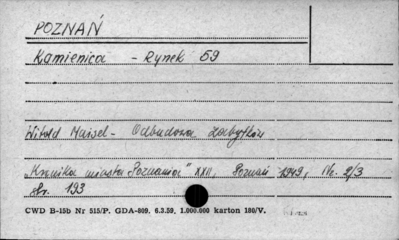 POZNAŃ
Kamienica - Rynek 59
Witold Maisel - Odbudowa zabytków
„Kronika miasta Poznania" XXII, Poznań 1949, Nr. 2/3
str. 193
CWD B-15b Nr 515/P. GDA-809. 6.3.59. 1.000.000 karton 180/V.